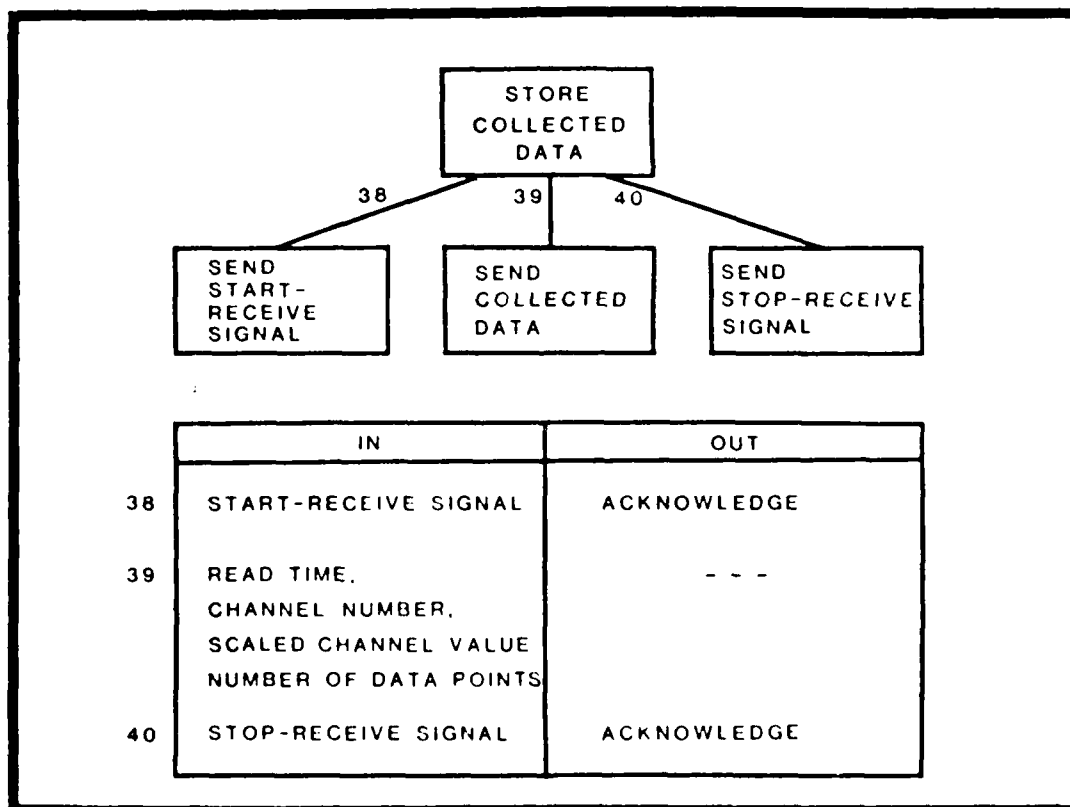 STORE
COLLECTED
DATA
38
39
40
SEND
START-
RECEIVE
SIGNAL
SEND
COLLECTED
DATA
SEND
STOP-RECEIVE
SIGNAL
IN OUT
38 START-RECEIVE SIGNAL ACKNOWLEDGE
39 READ TIME, - - -
CHANNEL NUMBER,
SCALED CHANNEL VALUE
NUMBER OF DATA POINTS
40 STOP-RECEIVE SIGNAL ACKNOWLEDGE